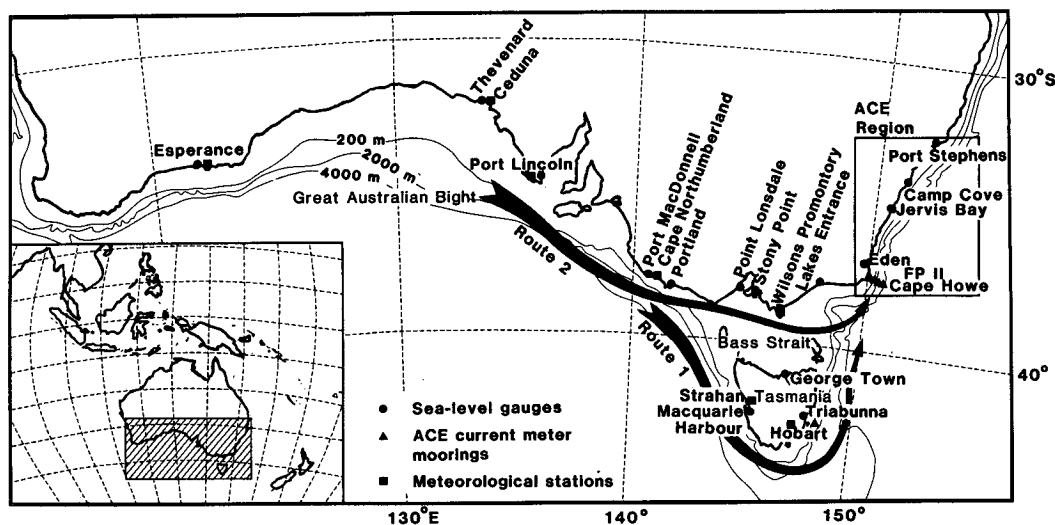 Thevenard
Ceduna
30°S
ACE
Region
Esperance
200 m
2000 m
4000 m
Port Lincoln
Great Australian Bight
Port Stephens
Port MacDonnell
Cape Northumberland
Portland
Point Lonsdale
Stony Point
Wilsons Promontory
Lakes Entrance
Camp Cove
Jervis Bay
Eden
FP II
Cape Howe
Route 2
Route 1
Bass Strait
George Town
40°
Strahan
Tasmania
Macquarie
Harbour
Triabunna
Hobart
Sea-level gauges
ACE current meter
moorings
Meteorological stations
130°E
140°
150°